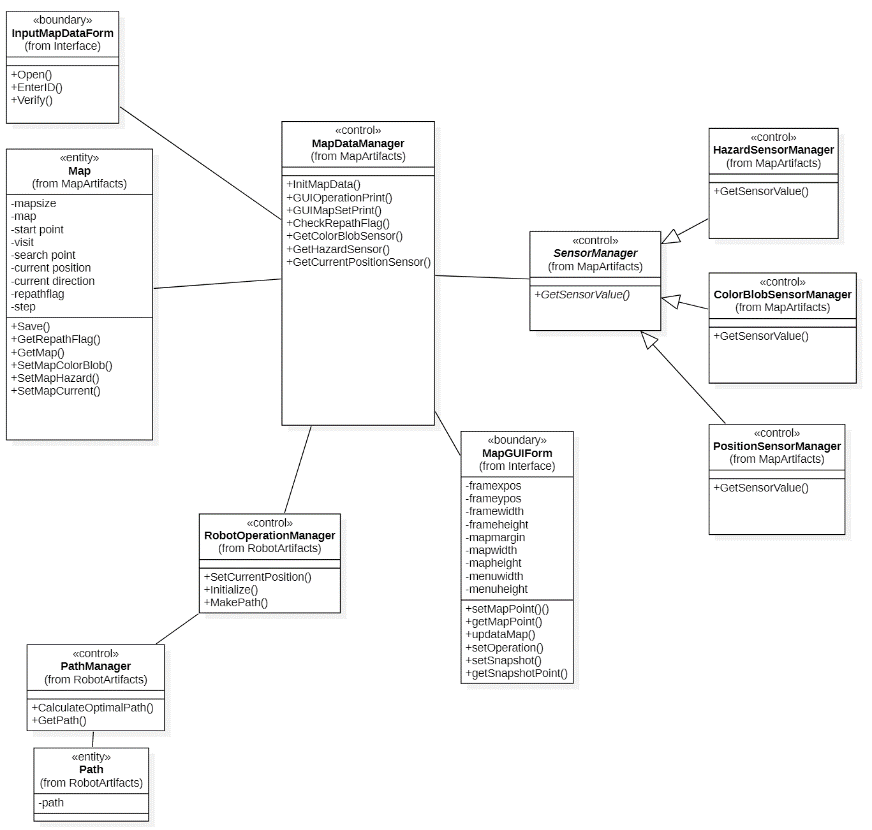 «boundary»
InputMapDataForm
(from Interface)
+Open()
+EnterID()
+Verify()
«entity»
Map
(from MapArtifacts)
-mapsize
-map
-start point
-visit
-search point
-current position
-current direction
-repathflag
-step
+Save()
+GetRepathFlag()
+GetMap()
+SetMapColorBlob()
+SetMapHazard()
+SetMapCurrent()
«control»
MapDataManager
(from MapArtifacts)
+InitMapData()
+GUIOperationPrint()
+GUIMapSetPrint()
+CheckRepathFlag()
+GetColorBlobSensor()
+GetHazardSensor()
+GetCurrentPositionSensor()
«control»
SensorManager
(from MapArtifacts)
+GetSensorValue()
«control»
HazardSensorManager
(from MapArtifacts)
+GetSensorValue()
«control»
ColorBlobSensorManager
(from MapArtifacts)
+GetSensorValue()
«control»
PositionSensorManager
(from MapArtifacts)
+GetSensorValue()
«boundary»
MapGUIForm
(from Interface)
-framexpos
-frameypos
-framewidth
-frameheight
-mapmargin
-mapwidth
-mapheight
-menuwidth
-menuheight
+setMapPoint()()
+getMapPoint()
+updataMap()
+setOperation()
+setSnapshot()
+getSnapshotPoint()
«control»
RobotOperationManager
(from RobotArtifacts)
+SetCurrentPosition()
+Initialize()
+MakePath()
«control»
PathManager
(from RobotArtifacts)
+CalculateOptimalPath()
+GetPath()
«entity»
Path
(from RobotArtifacts)
-path